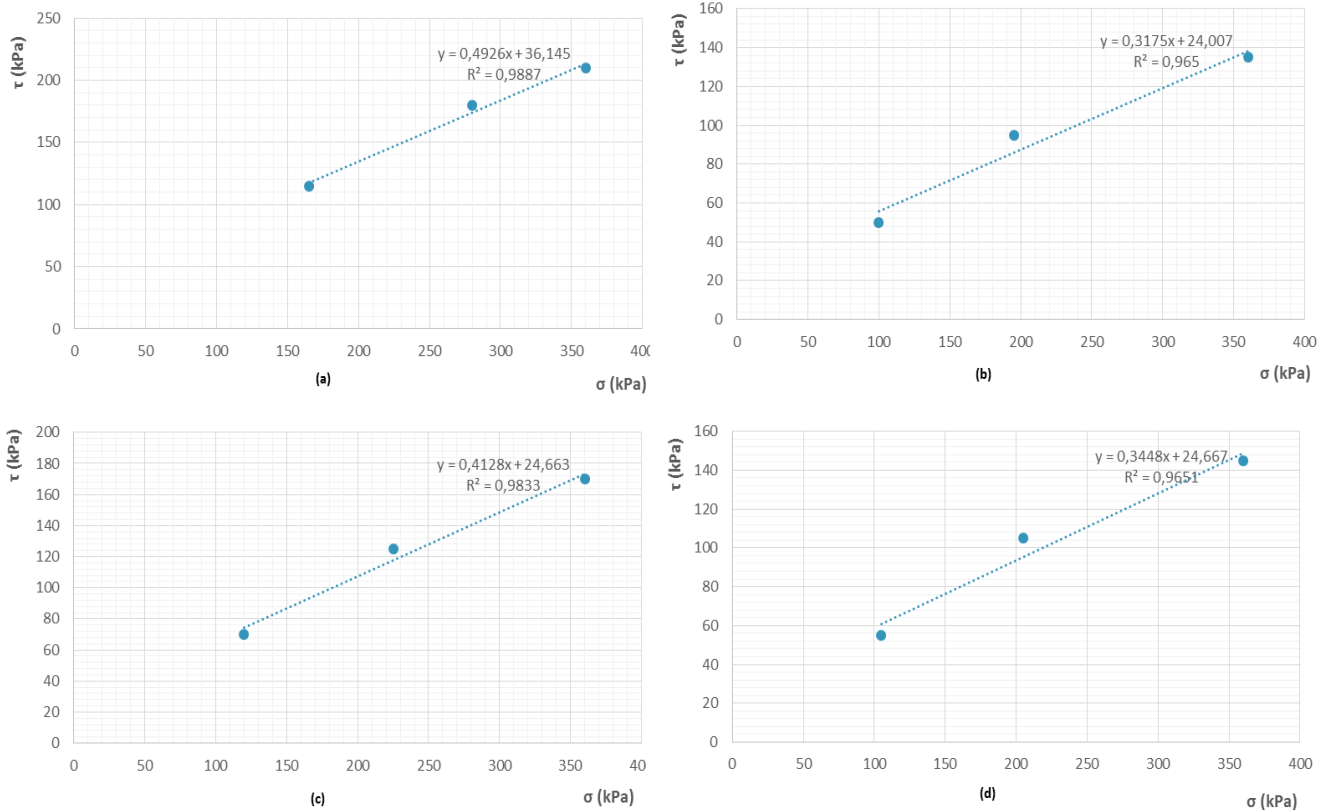 τ (kPa)
250
200
150
100
50
0
y = 0,4926x + 36,145
R² = 0,9887
0 50 100 150 200 250 300 350 400
(a)
σ (kPa)
τ (kPa)
160
140
120
100
80
60
40
20
0
y = 0,3175x + 24,007
R² = 0,965
0 50 100 150 200 250 300 350 400
(b)
σ (kPa)
τ (kPa)
200
180
160
140
120
100
80
60
40
20
0
y = 0,4128x + 24,663
R² = 0,9833
0 50 100 150 200 250 300 350 400
(c)
σ (kPa)
τ (kPa)
160
140
120
100
80
60
40
20
0
y = 0,3448x + 24,667
R² = 0,9651
0 50 100 150 200 250 300 350 400
(d)
σ (kPa)